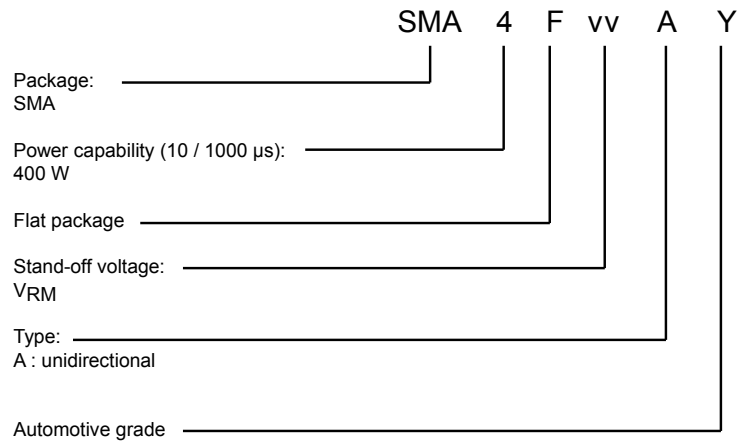 SMA 4 F vv A Y
Package:
SMA
Power capability (10 / 1000 µs):
400 W
Flat package
Stand-off voltage:
VRM
Type:
A : unidirectional
Automotive grade